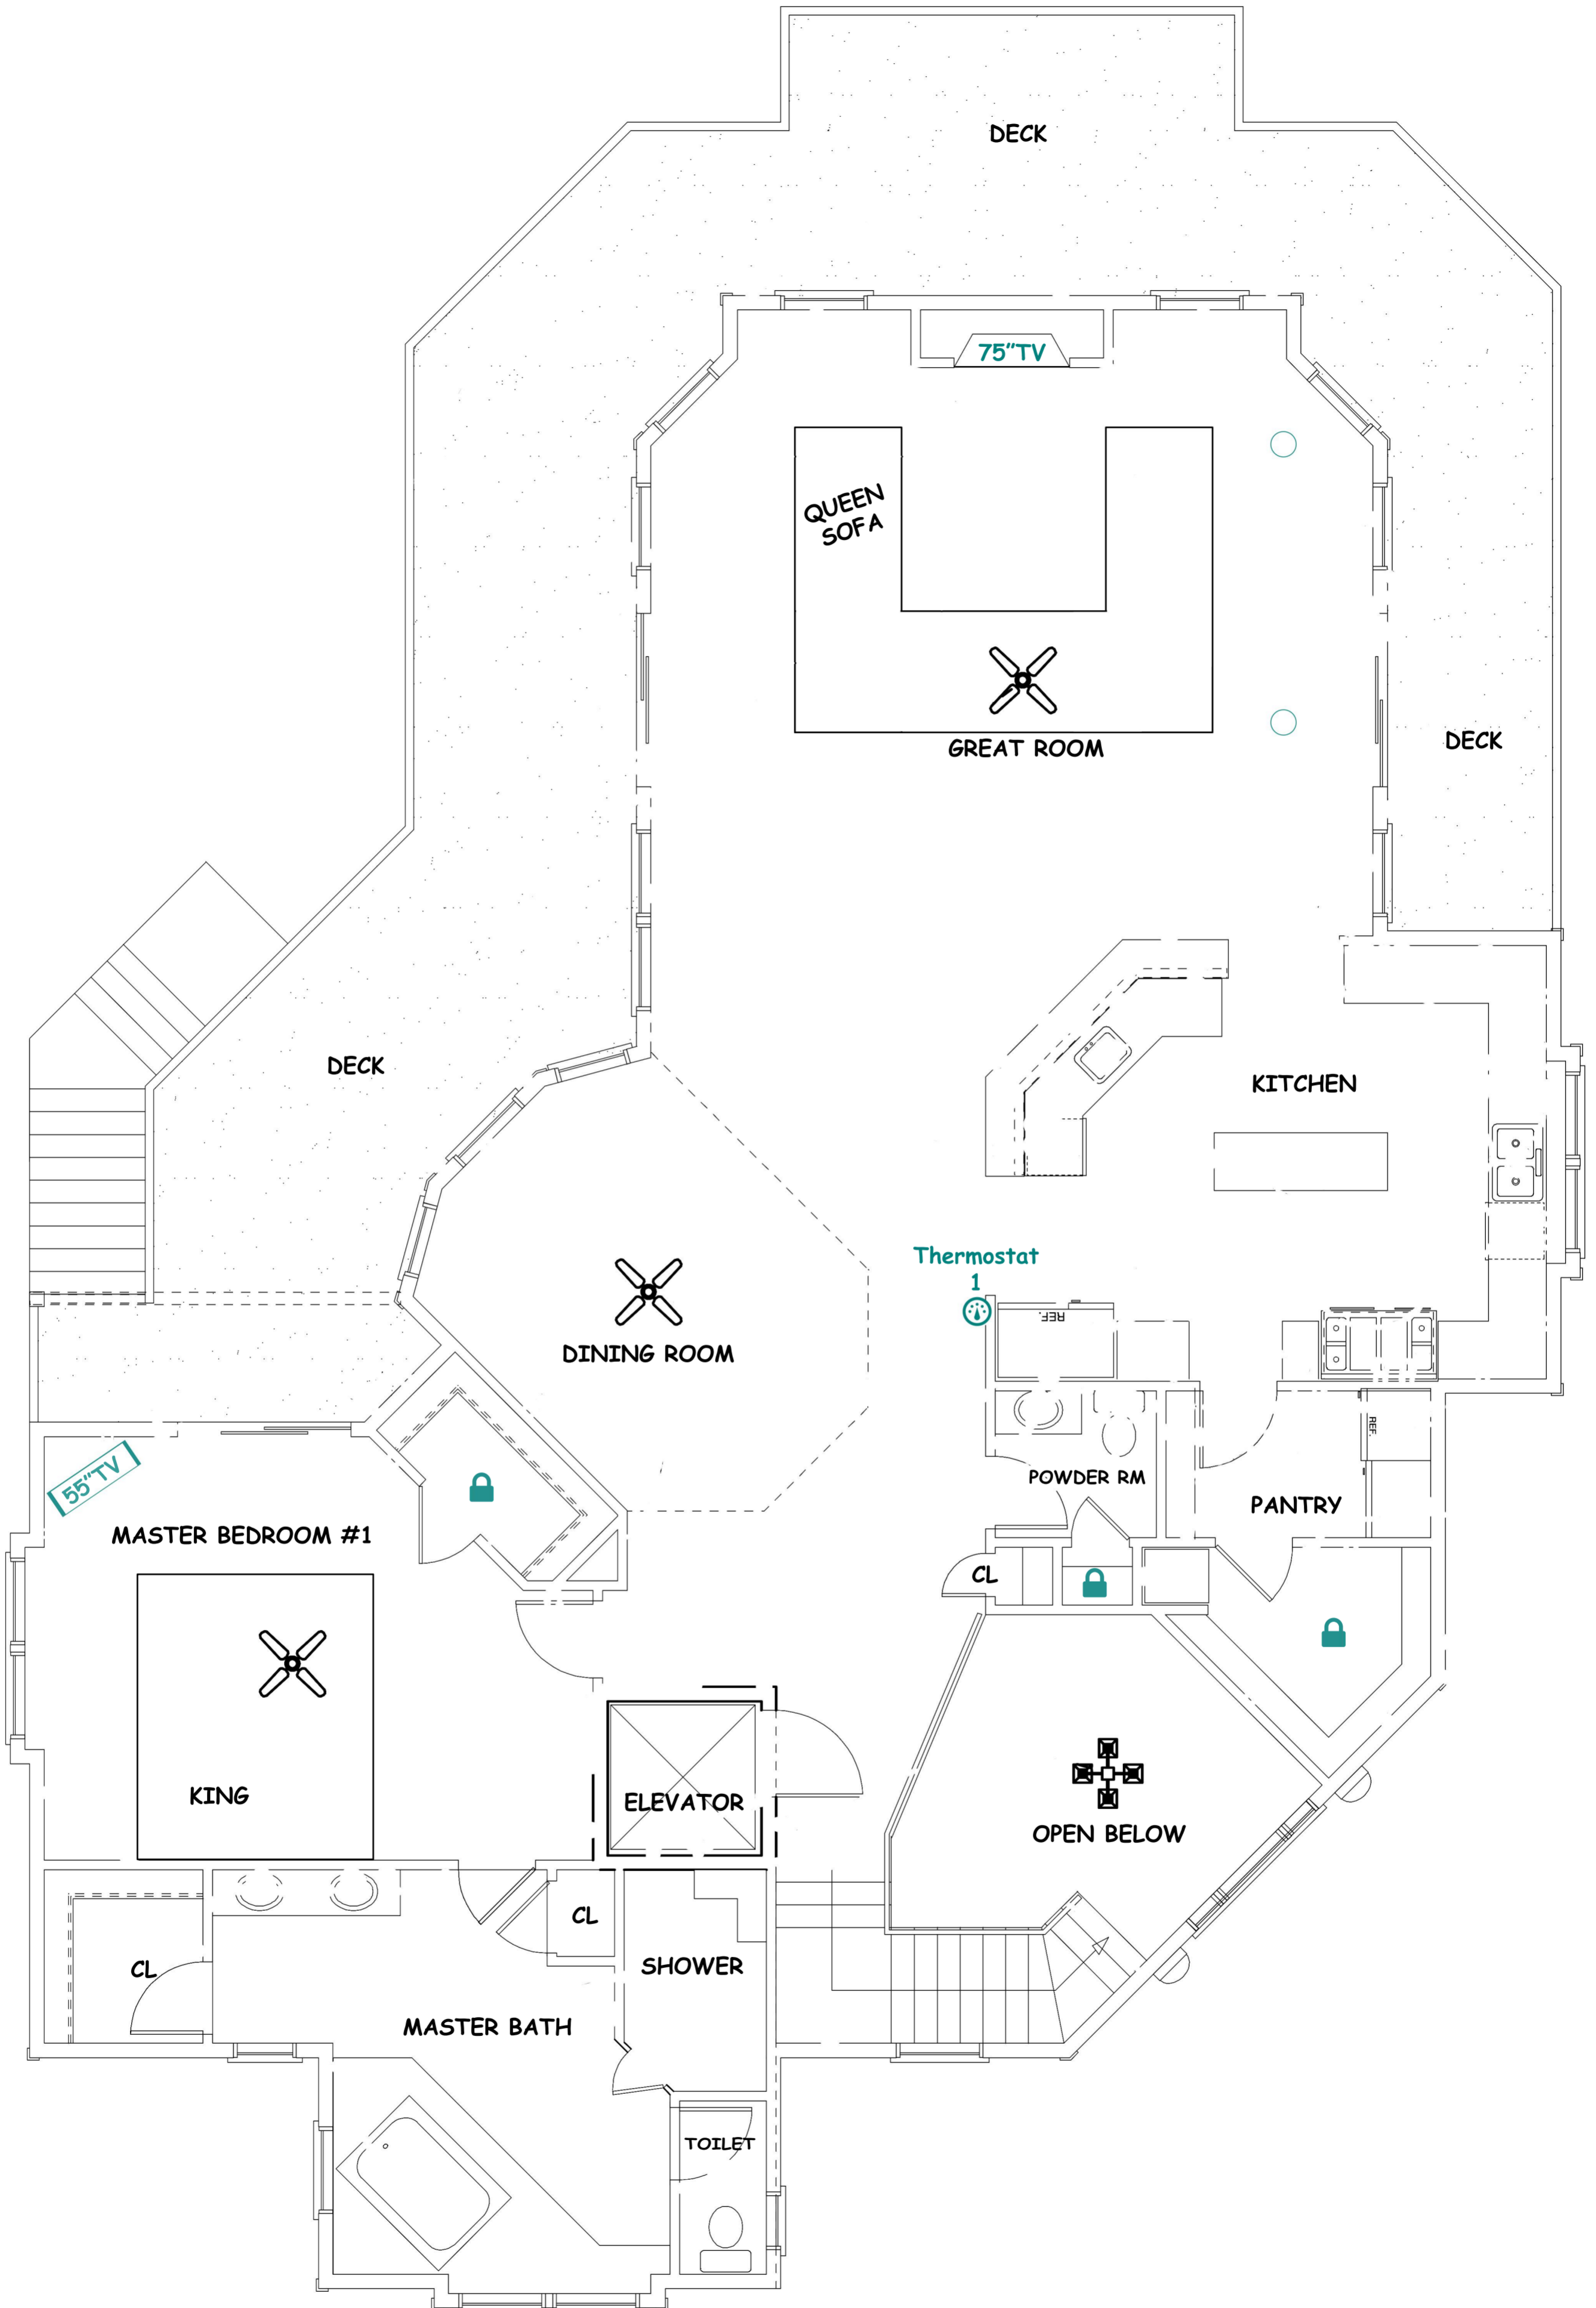 DECK
75"TV
QUEEN
SOFA
GREAT ROOM
DECK
DECK
KITCHEN
Thermostat
1
REF.
DINING ROOM
REF.
55"TV
POWDER RM
PANTRY
MASTER BEDROOM #1
CL
KING
ELEVATOR
OPEN BELOW
CL
CL
SHOWER
MASTER BATH
TOILET